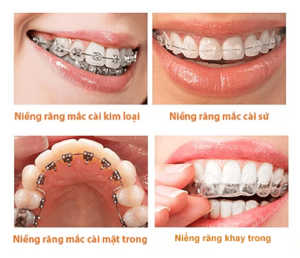 Niềng răng mắc cài kim loại
Niềng răng mắc cài sứ
Niềng răng mắc cài mặt trong
Niềng răng khay trong